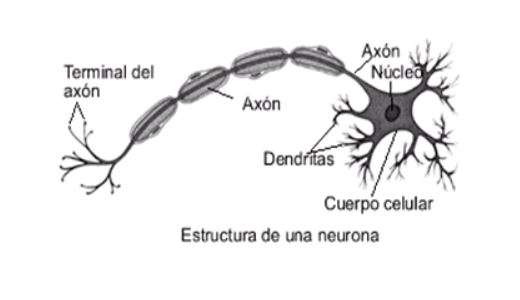 Axón
Núcleo
Terminal del
axón
Axón
Dendritas
Cuerpo celular
Estructura de una neurona